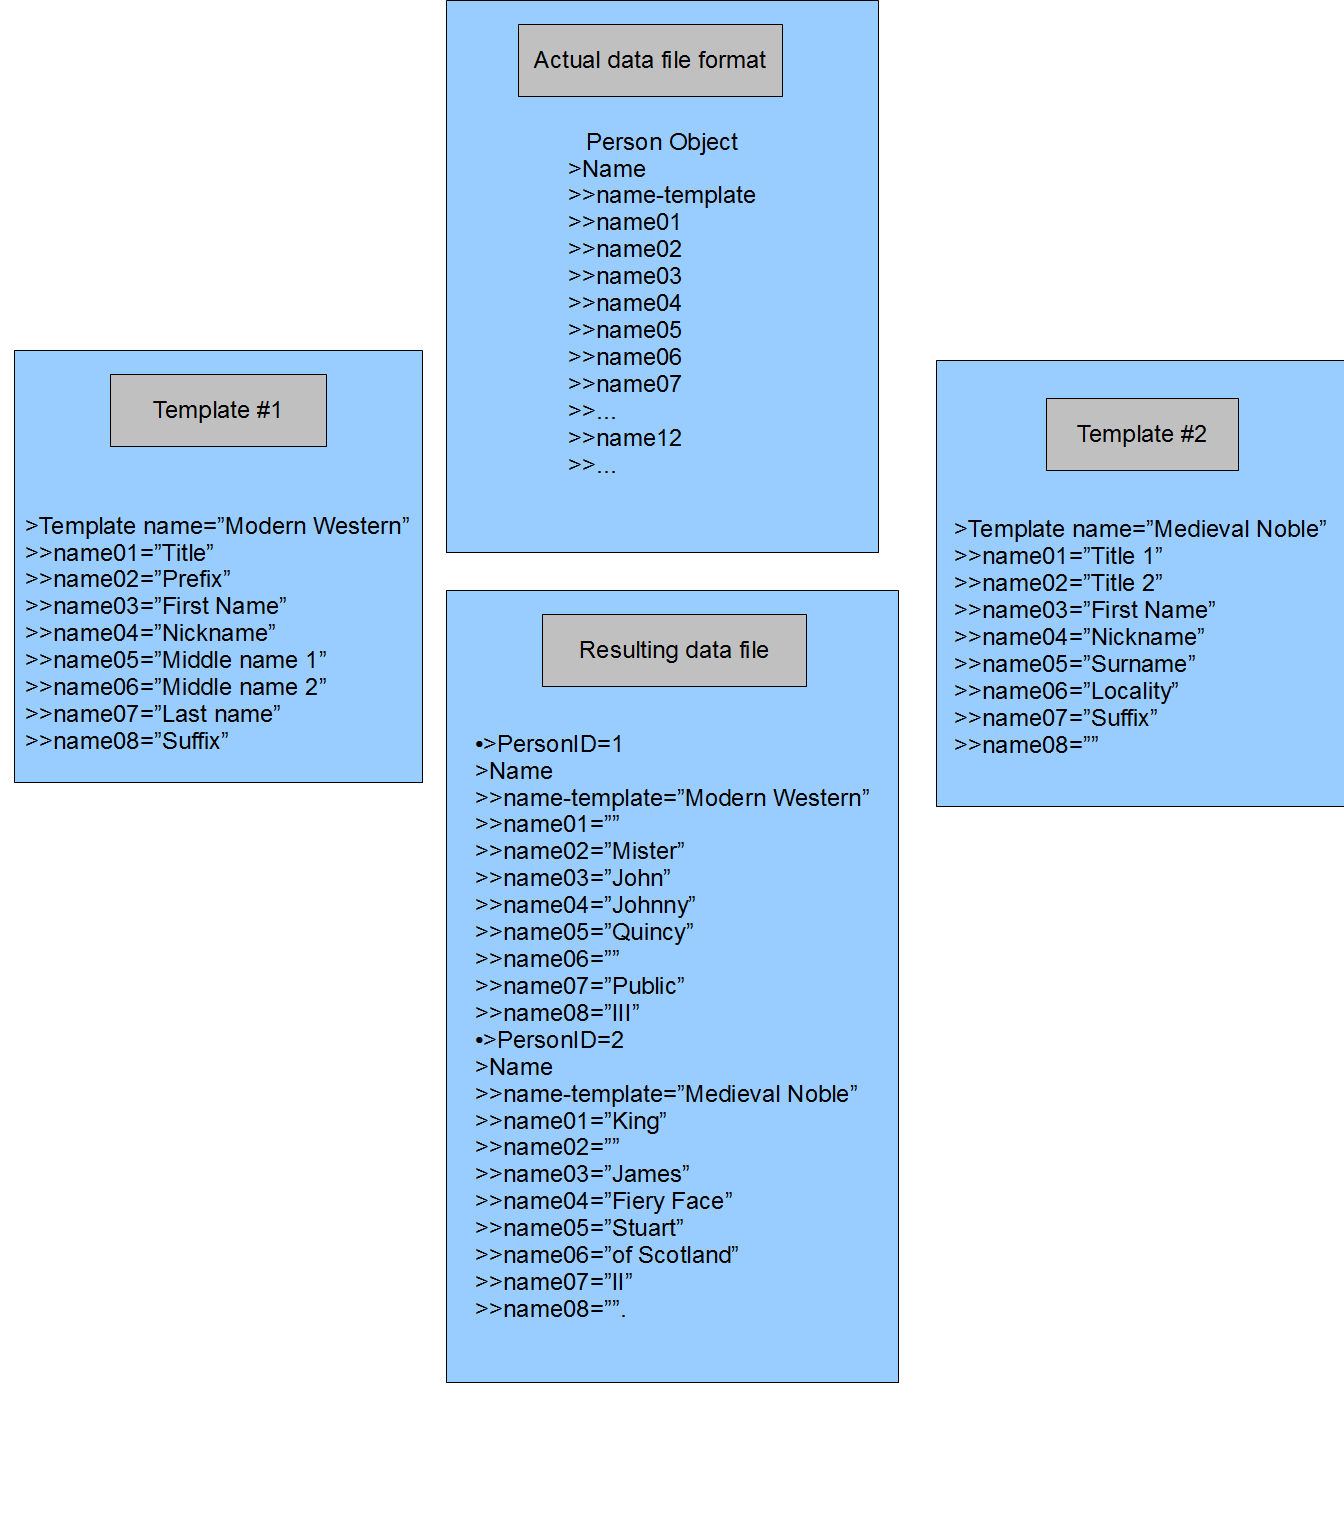 Actual data file format
Person Object
>Name
>>name-template
>>name01
>>name02
>>name03
>>name04
>>name05
>>name06
>>name07
>>...
>>name12
>>...
Template #1
>Template name=”Modern Western”
>>name01=”Title”
>>name02=”Prefix”
>>name03=”First Name”
>>name04=”Nickname”
>>name05=”Middle name 1”
>>name06=”Middle name 2”
>>name07=”Last name”
>>name08=”Suffix”
Template #2
>Template name=”Medieval Noble”
>>name01=”Title 1”
>>name02=”Title 2”
>>name03=”First Name”
>>name04=”Nickname”
>>name05=”Surname”
>>name06=”Locality”
>>name07=”Suffix”
>>name08=””
Resulting data file
•>PersonID=1
>Name
>>name-template=”Modern Western”
>>name01=””
>>name02=”Mister”
>>name03=”John”
>>name04=”Johnny”
>>name05=”Quincy”
>>name06=””
>>name07=”Public”
>>name08=”III”
•>PersonID=2
>Name
>>name-template=”Medieval Noble”
>>name01=”King”
>>name02=””
>>name03=”James”
>>name04=”Fiery Face”
>>name05=”Stuart”
>>name06=”of Scotland”
>>name07=”II”
>>name08=””.